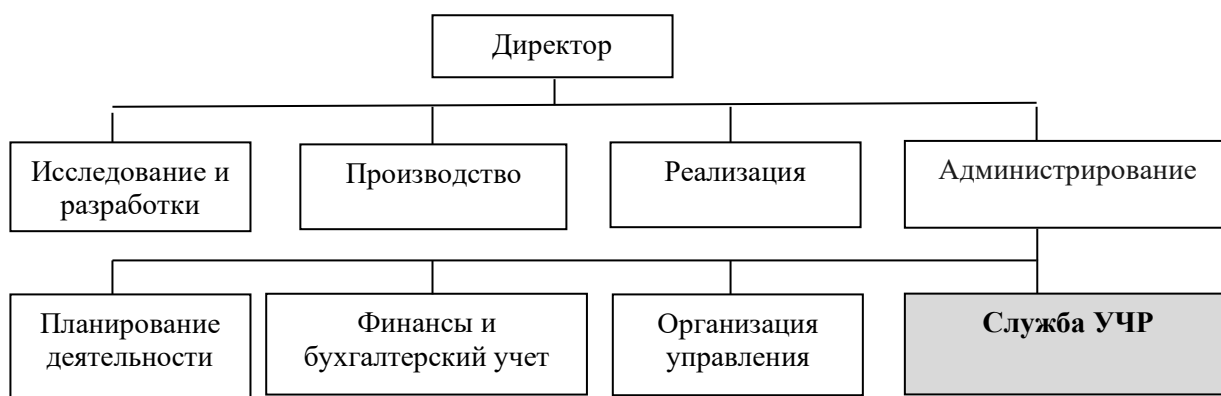 Директор
Исследование и
разработки
Производство
Реализация
Администрирование
Планирование
деятельности
Финансы и
бухгалтерский учет
Организация
управления
Служба УЧР